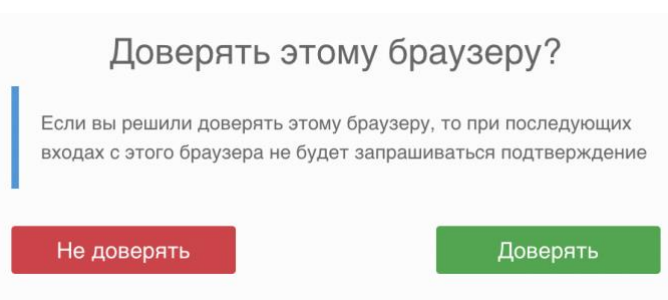 Доверять этому браузеру?
Если вы решили доверять этому браузеру, то при последующих
входах с этого браузера не будет запрашиваться подтверждение
Не доверять
Доверять